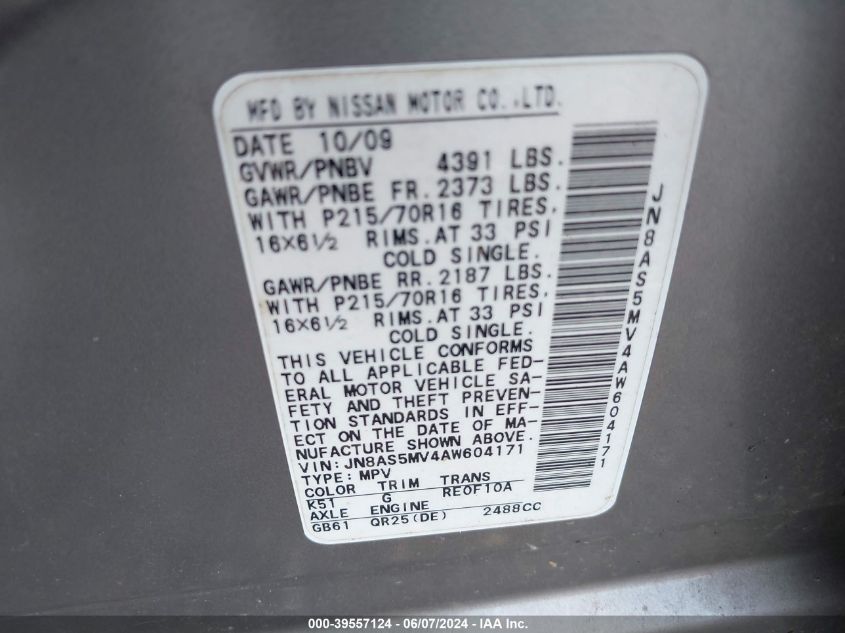 MFD BY NISSAN MOTOR CO.,LTD.
DATE 10/09
GVWR/PNBV 4391 LBS.
GAWR/PNBE FR. 2373 LBS.
WITH P215/70R16 TIRES,
16X6½ RIMS.AT 33 PSI
COLD SINGLE.
GAWR/PNBE RR. 2187 LBS.
WITH P215/70R16 TIRES,
16X6½ RIMS.AT 33 PSI
COLD SINGLE.
THIS VEHICLE CONFORMS
TO ALL APPLICABLE FED-
ERAL MOTOR VEHICLE SA-
FETY AND THEFT PREVEN-
TION STANDARDS IN EFF-
ECT ON THE DATE OF MA-
NUFACTURE SHOWN ABOVE.
VIN:JN8AS5MV4AW604171
TYPE:MPV
COLOR TRIM TRANS
K51 G RE0F10A
AXLE ENGINE
GB61 QR25(DE) 2488CC
JN8AS5MV4AW604171
000-39557124 - 06/07/2024 - IAA Inc.